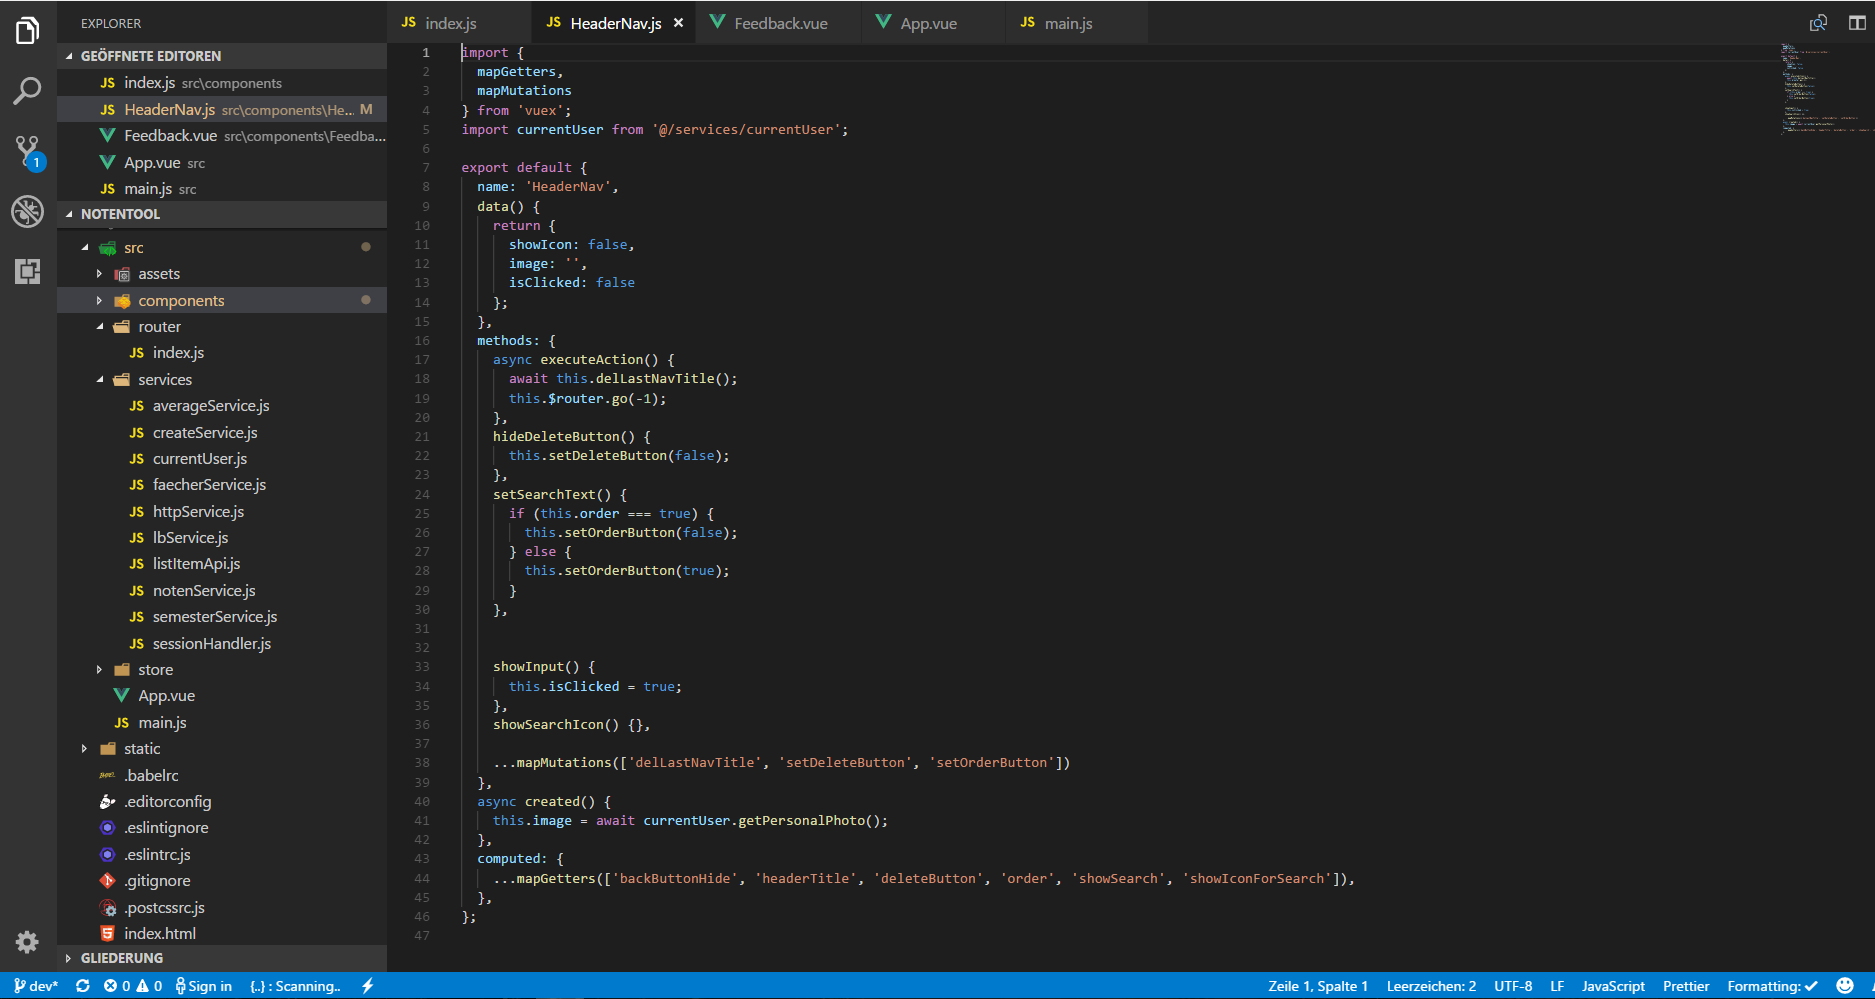 EXPLORER
GEÖFFNETE EDITOREN
JS index.js src\components
JS HeaderNav.js src\components\He... M
Feedback.vue src\components\Feedba...
App.vue src
JS main.js src
1
NOTENTOOL
src
assets
components
router
JS index.js
services
JS averageService.js
JS createService.js
JS currentUser.js
JS faecherService.js
JS httpService.js
JS lbService.js
JS listItemApi.js
JS notenService.js
JS semesterService.js
JS sessionHandler.js
store
App.vue
JS main.js
static
.babelrc
.editorconfig
.eslintignore
.eslintrc.js
.gitignore
.postcssrc.js
index.html
GLIEDERUNG
JS index.js JS HeaderNav.js × Feedback.vue App.vue JS main.js
1 import {
2 mapGetters,
3 mapMutations
4 } from 'vuex';
5 import currentUser from '@/services/currentUser';
6
7 export default {
8 name: 'HeaderNav',
9 data() {
10 return {
11 showIcon: false,
12 image: '',
13 isClicked: false
14 };
15 },
16 methods: {
17 async executeAction() {
18 await this.delLastNavTitle();
19 this.$router.go(-1);
20 },
21 hideDeleteButton() {
22 this.setDeleteButton(false);
23 },
24 setSearchText() {
25 if (this.order === true) {
26 this.setOrderButton(false);
27 } else {
28 this.setOrderButton(true);
29 }
30 },
31
32
33 showInput() {
34 this.isClicked = true;
35 },
36 showSearchIcon() {},
37
38 ...mapMutations(['delLastNavTitle', 'setDeleteButton', 'setOrderButton'])
39 },
40 async created() {
41 this.image = await currentUser.getPersonalPhoto();
42 },
43 computed: {
44 ...mapGetters(['backButtonHide', 'headerTitle', 'deleteButton', 'order', 'showSearch', 'showIconForSearch']),
45 },
46 };
47
dev* 0 0 Sign in {..} : Scanning.. Zeile 1, Spalte 1 Leerzeichen: 2 UTF-8 LF JavaScript Prettier Formatting: ✓